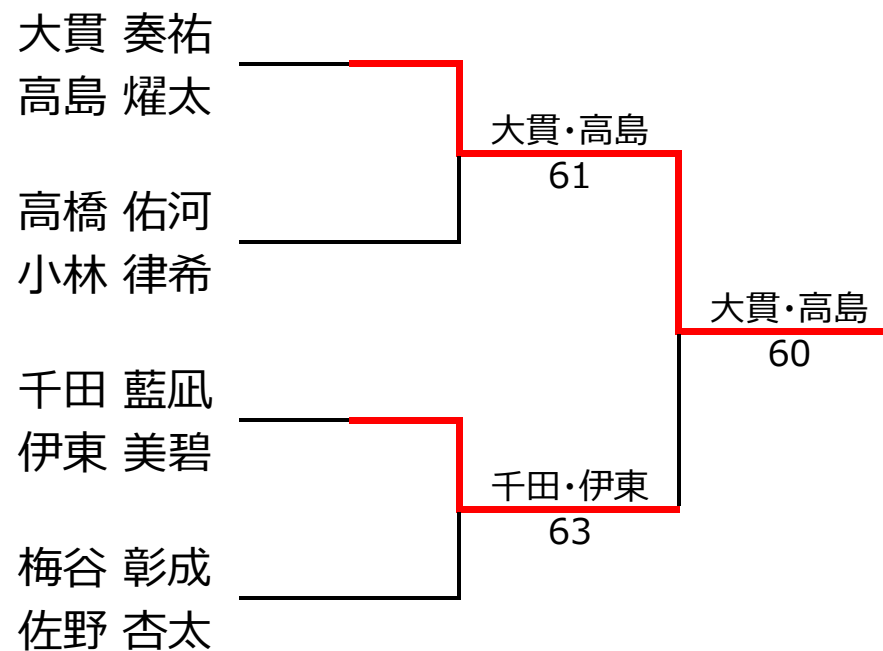 大貫 奏祐
高島 燿太
大貫･高島
61
高橋 佑河
小林 律希
大貫･高島
60
千田 藍凪
伊東 美碧
千田･伊東
63
梅谷 彰成
佐野 杏太